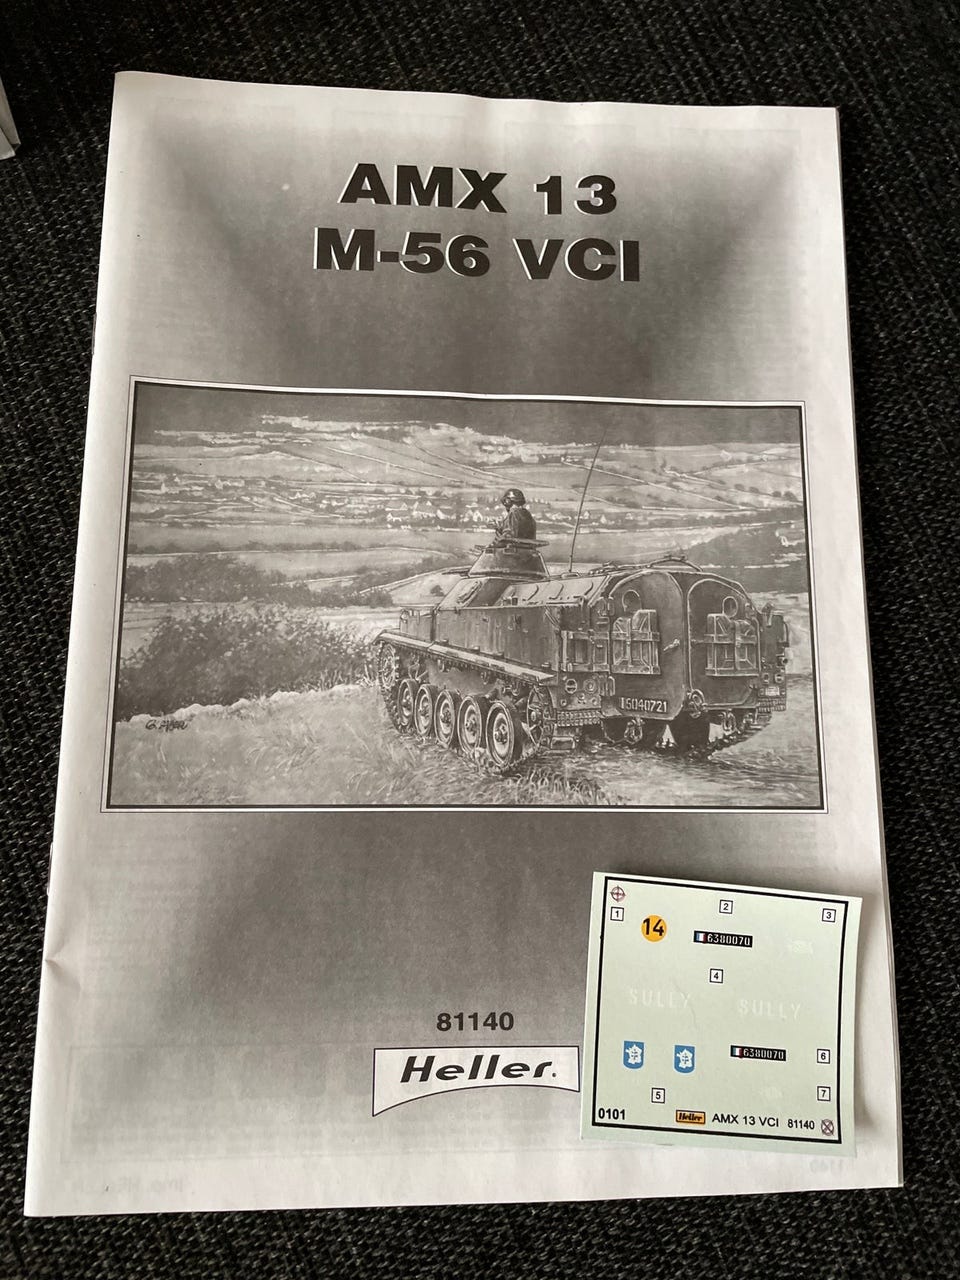 AMX 13
M-56 VCI
16040721
81140
Heller.
1
2
3
14
6380070
4
SULLY
SULLY
6380070
6
5
7
0101
Heller
AMX 13 VCI
81140